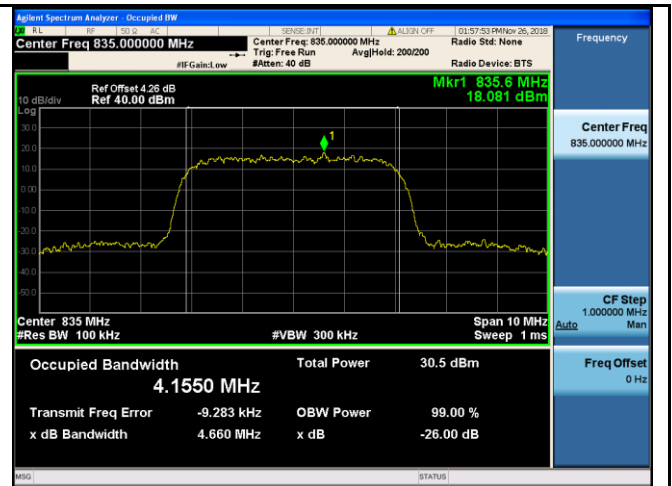 Agilent Spectrum Analyzer - Occupied BW
RL RF 50 Ω AC SENSE:INT ALIGN OFF 01:57:53 PM Nov 26, 2018
Center Freq 835.000000 MHz
Center Freq: 835.000000 MHz Radio Std: None
Trig: Free Run Avg|Hold: 200/200
#IFGain:Low #Atten: 40 dB Radio Device: BTS
Frequency
Ref Offset 4.26 dB Mkr1 835.6 MHz
10 dB/div Ref 40.00 dBm 18.081 dBm
Log
30.0
20.0
10.0
0.00
-10.0
-20.0
-30.0
-40.0
-50.0
1
Center 835 MHz Span 10 MHz
#Res BW 100 kHz #VBW 300 kHz Sweep 1 ms
Occupied Bandwidth Total Power 30.5 dBm
4.1550 MHz
Transmit Freq Error -9.283 kHz OBW Power 99.00 %
x dB Bandwidth 4.660 MHz x dB -26.00 dB
Center Freq
835.000000 MHz
CF Step
1.000000 MHz
Auto Man
Freq Offset
0 Hz
MSG STATUS